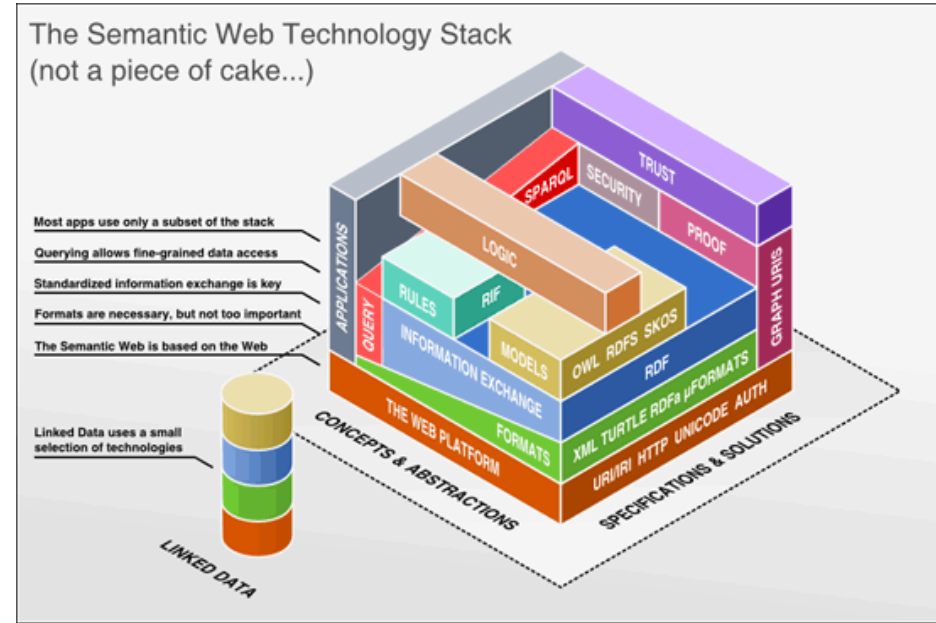 The Semantic Web Technology Stack
(not a piece of cake...)
Most apps use only a subset of the stack
Querying allows fine-grained data access
Standardized information exchange is key
Formats are necessary, but not too important
The Semantic Web is based on the Web
Linked Data uses a small
selection of technologies
LINKED DATA
APPLICATIONS
QUERY
RULES
RIF
LOGIC
SPARQL
SECURITY
TRUST
PROOF
GRAPH URIS
INFORMATION EXCHANGE
MODELS
OWL RDFS SKOS
RDF
FORMATS
XML TURTLE RDFa µFORMATS
THE WEB PLATFORM
URI/IRI HTTP UNICODE AUTH
CONCEPTS & ABSTRACTIONS
SPECIFICATIONS & SOLUTIONS